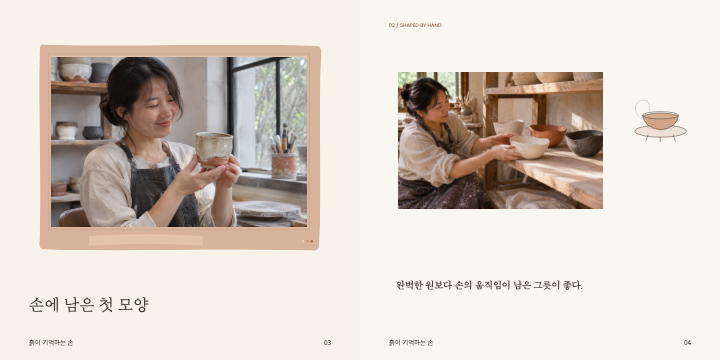 손에 남은 첫 모양
흙이 기억하는 손
03
02 / SHAPED BY HAND
완벽한 원보다 손의 움직임이 남은 그릇이 좋다.
흙이 기억하는 손
04